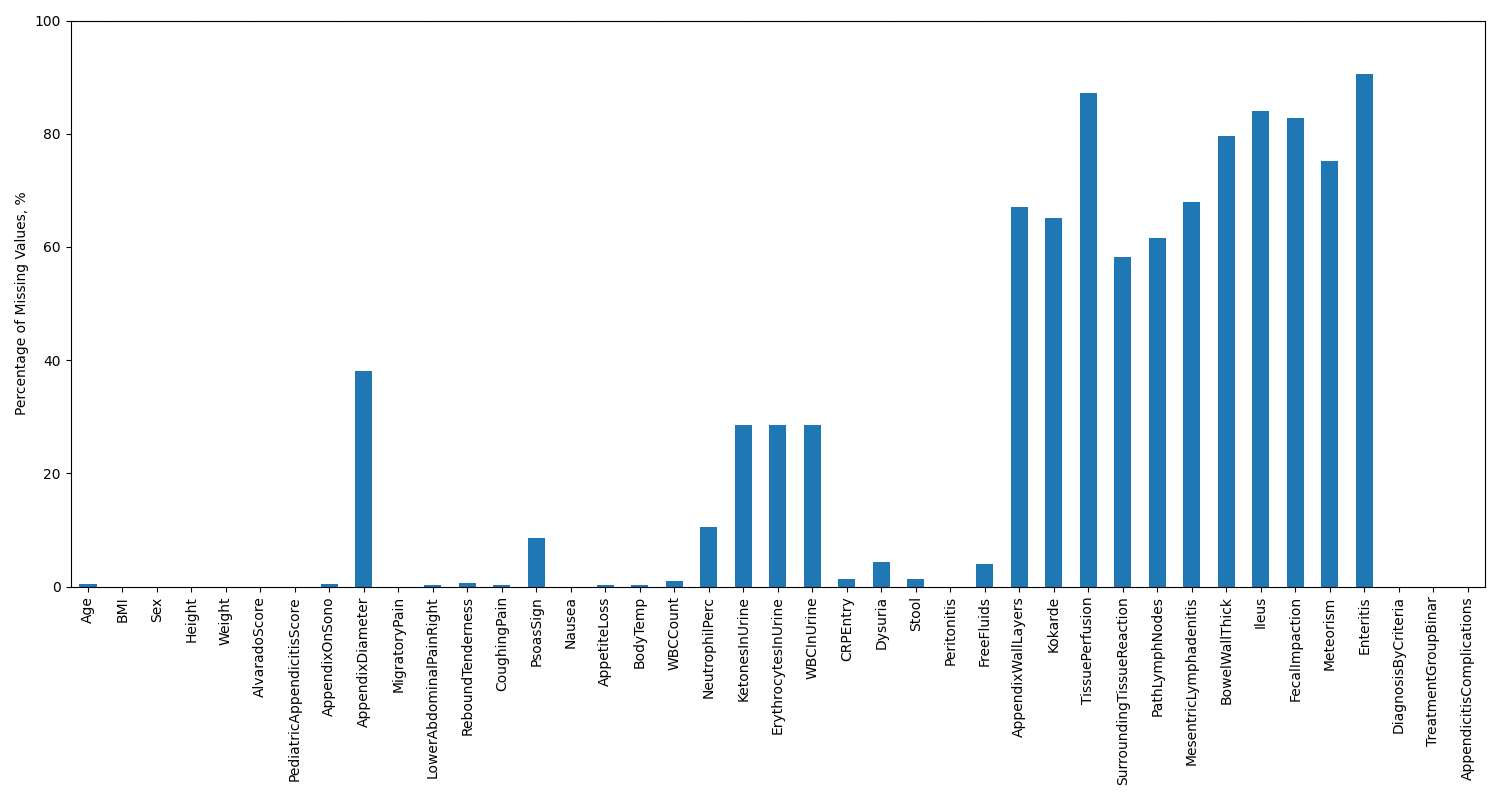 Percentage of Missing Values, %
100
80
60
40
20
0
Age
BMI
Sex
Height
Weight
AlvaradoScore
PediatricAppendicitisScore
AppendixOnSono
AppendixDiameter
MigratoryPain
LowerAbdominalPainRight
ReboundTenderness
CoughingPain
PsoasSign
Nausea
AppetiteLoss
BodyTemp
WBCCount
NeutrophilPerc
KetonesInUrine
ErythrocytesInUrine
WBCInUrine
CRPEntry
Dysuria
Stool
Peritonitis
FreeFluids
AppendixWallLayers
Kokarde
TissuePerfusion
SurroundingTissueReaction
PathLymphNodes
MesentricLymphadenitis
BowelWallThick
Ileus
FecalImpaction
Meteorism
Enteritis
DiagnosisByCriteria
TreatmentGroupBinar
AppendicitisComplications